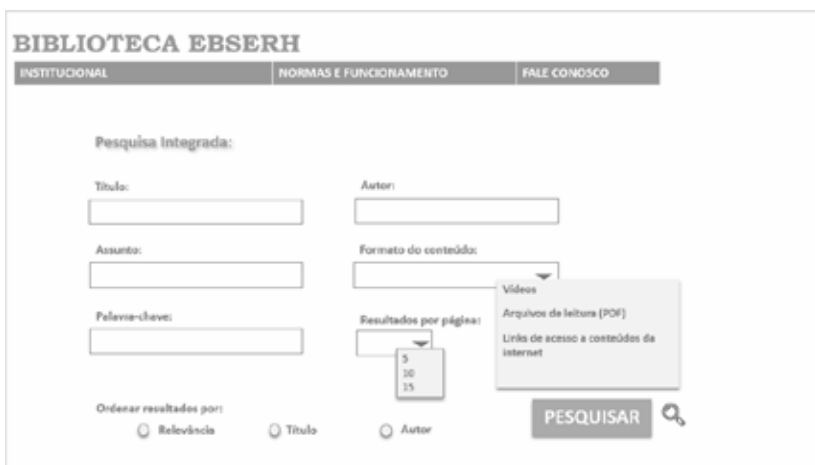 BIBLIOTECA EBSERH
INSTITUCIONAL NORMAS E FUNCIONAMENTO FALE CONOSCO
Pesquisa Integrada:
Título: Autor:
Assunto: Formato do conteúdo:
Vídeos
Arquivos de leitura (PDF)
Links de acesso a conteúdos da
internet
Palavra-chave: Resultados por página:
5
10
15
Ordenar resultados por:
Relevância Título Autor
PESQUISAR